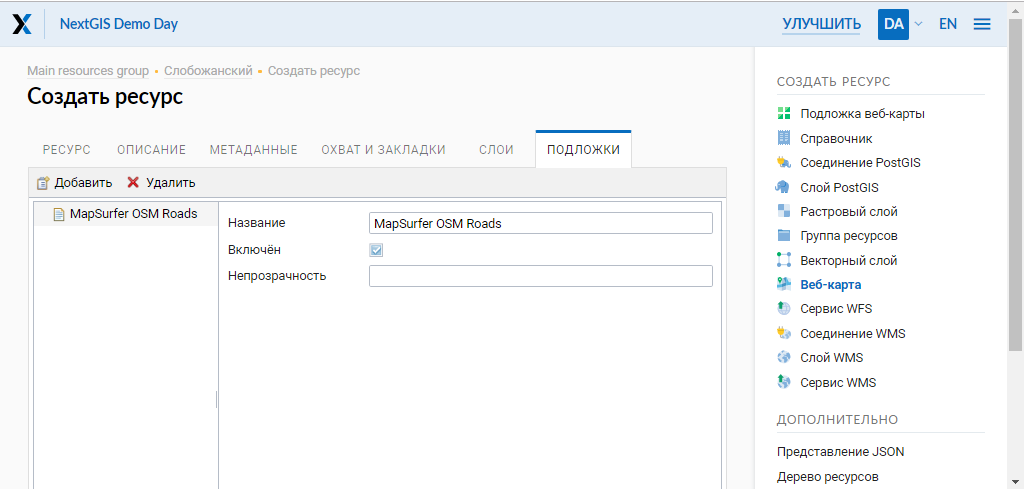 NextGIS Demo Day
УЛУЧШИТЬ
DA
EN
Main resources group • Слобожанский • Создать ресурс
Создать ресурс
РЕСУРС ОПИСАНИЕ МЕТАДАННЫЕ ОХВАТ И ЗАКЛАДКИ СЛОИ ПОДЛОЖКИ
Добавить Удалить
MapSurfer OSM Roads
Название MapSurfer OSM Roads
Включён
Непрозрачность
СОЗДАТЬ РЕСУРС
Подложка веб-карты
Справочник
Соединение PostGIS
Слой PostGIS
Растровый слой
Группа ресурсов
Векторный слой
Веб-карта
Сервис WFS
Соединение WMS
Слой WMS
Сервис WMS
ДОПОЛНИТЕЛЬНО
Представление JSON
Дерево ресурсов